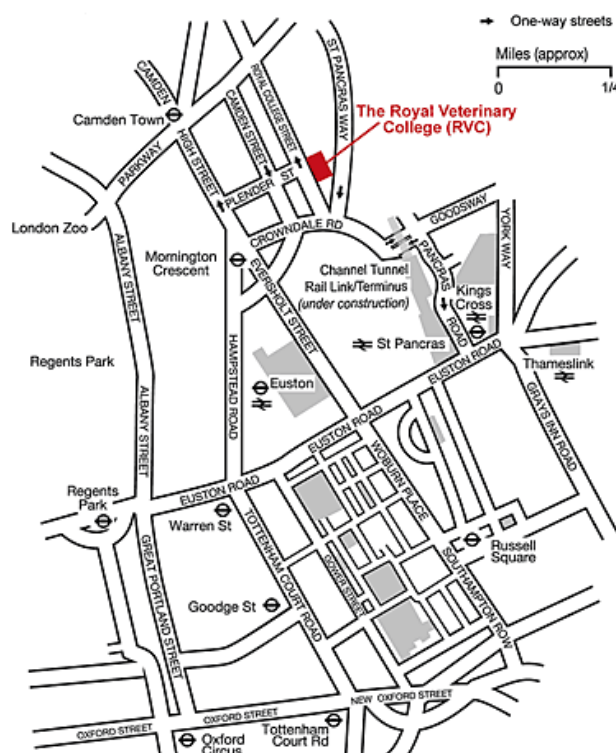 One-way streets
Miles (approx)
0 1/4
CAMDEN
Camden Town
PARKWAY
HIGH STREET
CAMDEN STREET
ROYAL COLLEGE STREET
ST PANCRAS WAY
The Royal Veterinary
College (RVC)
PLENDER ST
CROWNDALE RD
GOODSWAY
YORK WAY
London Zoo
ALBANY STREET
Mornington
Crescent
EVERSHOLT STREET
Channel Tunnel
Rail Link/Terminus
(under construction)
PANCRAS
ROAD
Kings
Cross
St Pancras
HAMPSTEAD ROAD
Regents Park
Euston
EUSTON ROAD
Thameslink
ALBANY STREET
EUSTON ROAD
GRAYS INN ROAD
WOBURN PLACE
Regents
Park
EUSTON ROAD
Warren St
TOTTENHAM COURT ROAD
GREAT PORTLAND STREET
GOWER STREET
Russell
Square
SOUTHAMPTON ROW
Goodge St
NEW OXFORD STREET
OXFORD STREET
OXFORD STREET
Tottenham
Court Rd
Oxford
Circus